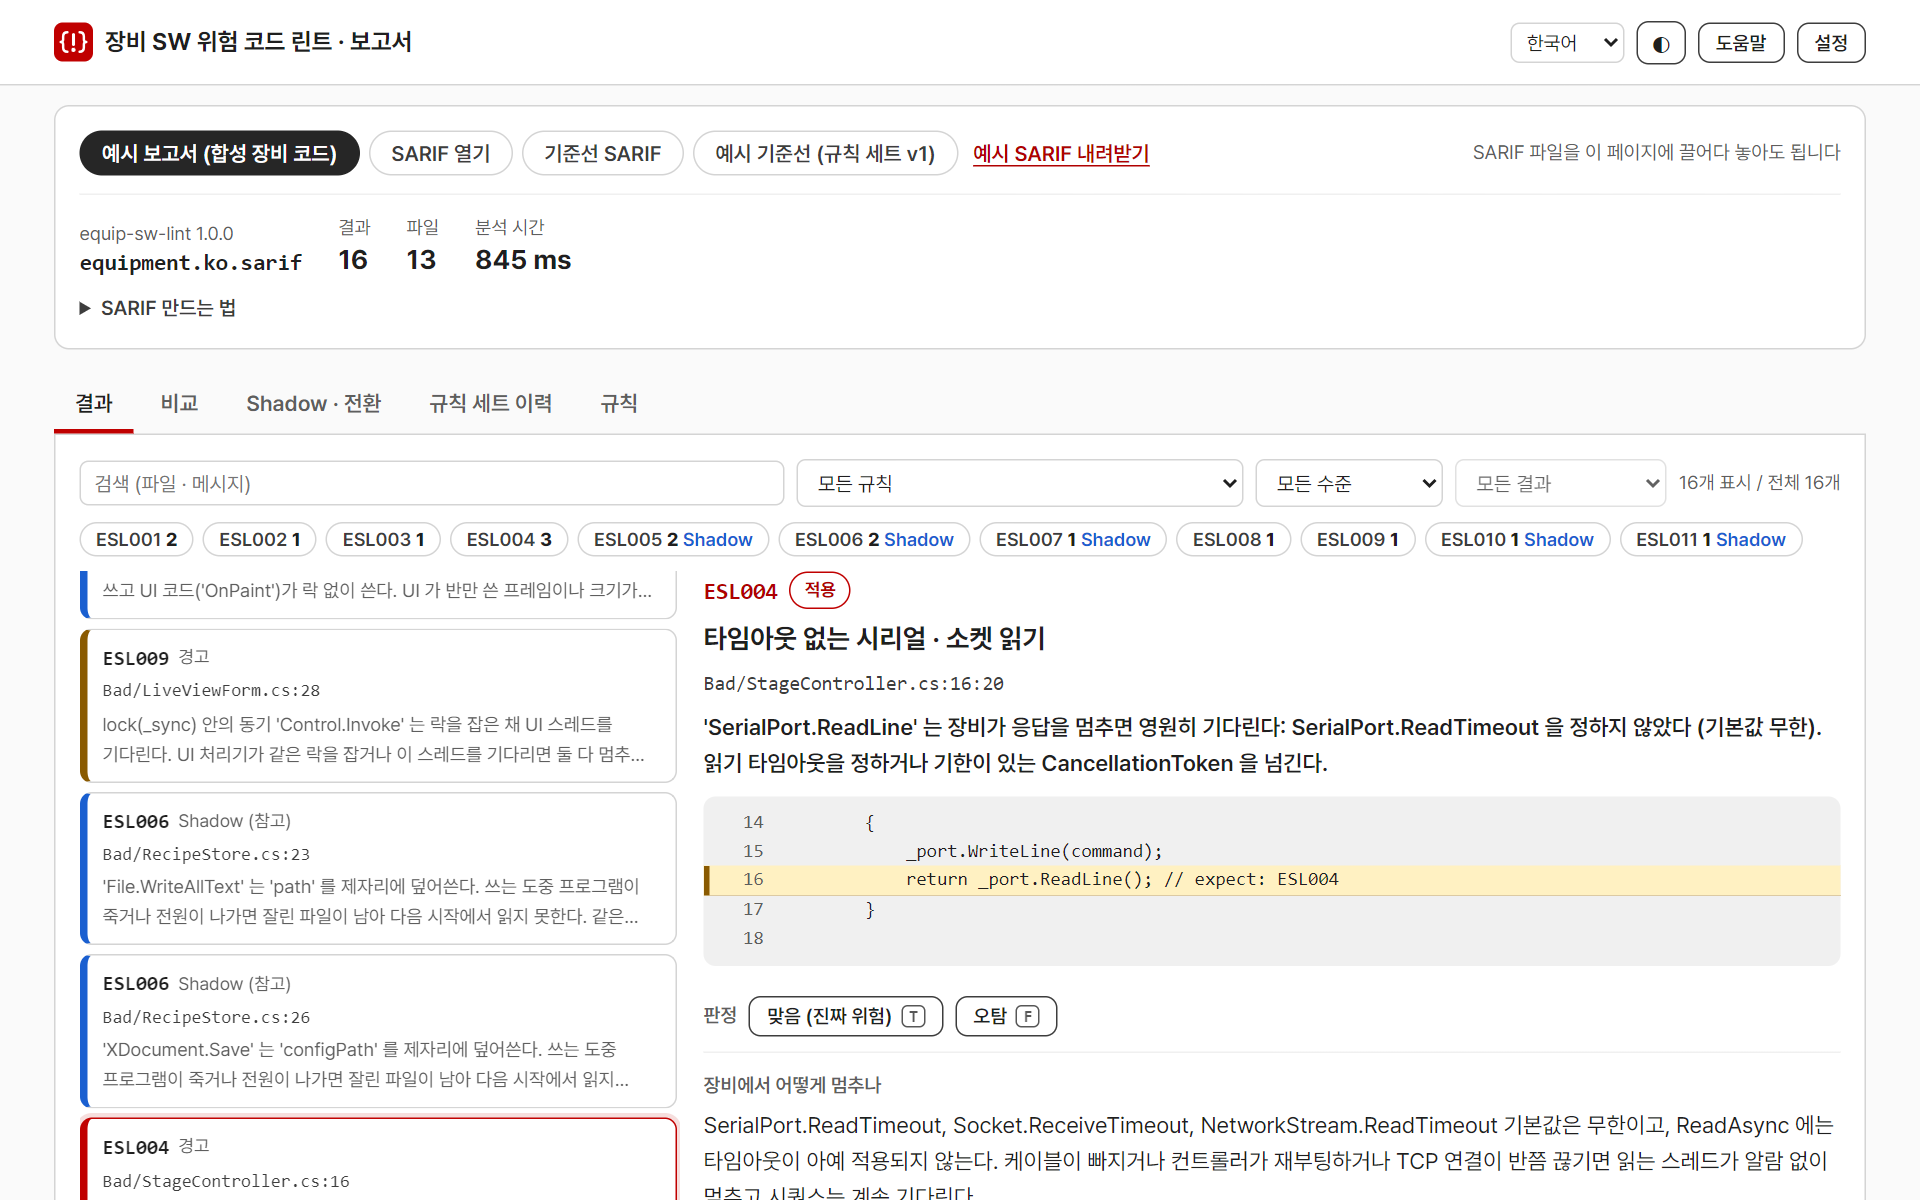 {!} 장비 SW 위험 코드 린트 · 보고서
한국어
도움말
설정
예시 보고서 (합성 장비 코드)
SARIF 열기
기준선 SARIF
예시 기준선 (규칙 세트 v1)
예시 SARIF 내려받기
SARIF 파일을 이 페이지에 끌어다 놓아도 됩니다
equip-sw-lint 1.0.0
equipment.ko.sarif
결과
16
파일
13
분석 시간
845 ms
▶ SARIF 만드는 법
결과
비교
Shadow · 전환
규칙 세트 이력
규칙
검색 (파일 · 메시지)
모든 규칙
모든 수준
모든 결과
16개 표시 / 전체 16개
ESL001 2
ESL002 1
ESL003 1
ESL004 3
ESL005 2 Shadow
ESL006 2 Shadow
ESL007 1 Shadow
ESL008 1
ESL009 1
ESL010 1 Shadow
ESL011 1 Shadow
쓰고 UI 코드('OnPaint')가 락 없이 쓴다. UI 가 반만 쓴 프레임이나 크기가...
ESL009 경고
Bad/LiveViewForm.cs:28
lock(_sync) 안의 동기 'Control.Invoke' 는 락을 잡은 채 UI 스레드를
기다린다. UI 처리기가 같은 락을 잡거나 이 스레드를 기다리면 둘 다 멈추...
ESL006 Shadow (참고)
Bad/RecipeStore.cs:23
'File.WriteAllText' 는 'path' 를 제자리에 덮어쓴다. 쓰는 도중 프로그램이
죽거나 전원이 나가면 잘린 파일이 남아 다음 시작에서 읽지 못한다. 같은...
ESL006 Shadow (참고)
Bad/RecipeStore.cs:26
'XDocument.Save' 는 'configPath' 를 제자리에 덮어쓴다. 쓰는 도중
프로그램이 죽거나 전원이 나가면 잘린 파일이 남아 다음 시작에서 읽지...
ESL004 경고
Bad/StageController.cs:16
ESL004 적용
타임아웃 없는 시리얼 · 소켓 읽기
Bad/StageController.cs:16:20
'SerialPort.ReadLine' 는 장비가 응답을 멈추면 영원히 기다린다: SerialPort.ReadTimeout 을 정하지 않았다 (기본값 무한).
읽기 타임아웃을 정하거나 기한이 있는 CancellationToken 을 넘긴다.
14 {
15 _port.WriteLine(command);
16 return _port.ReadLine(); // expect: ESL004
17 }
18
판정
맞음 (진짜 위험) T
오탐 F
장비에서 어떻게 멈추나
SerialPort.ReadTimeout, Socket.ReceiveTimeout, NetworkStream.ReadTimeout 기본값은 무한이고, ReadAsync 에는
타임아웃이 아예 적용되지 않는다. 케이블이 빠지거나 컨트롤러가 재부팅하거나 TCP 연결이 반쯤 끊기면 읽는 스레드가 알람 없이
멈추고 시퀀스는 계속 기다린다.